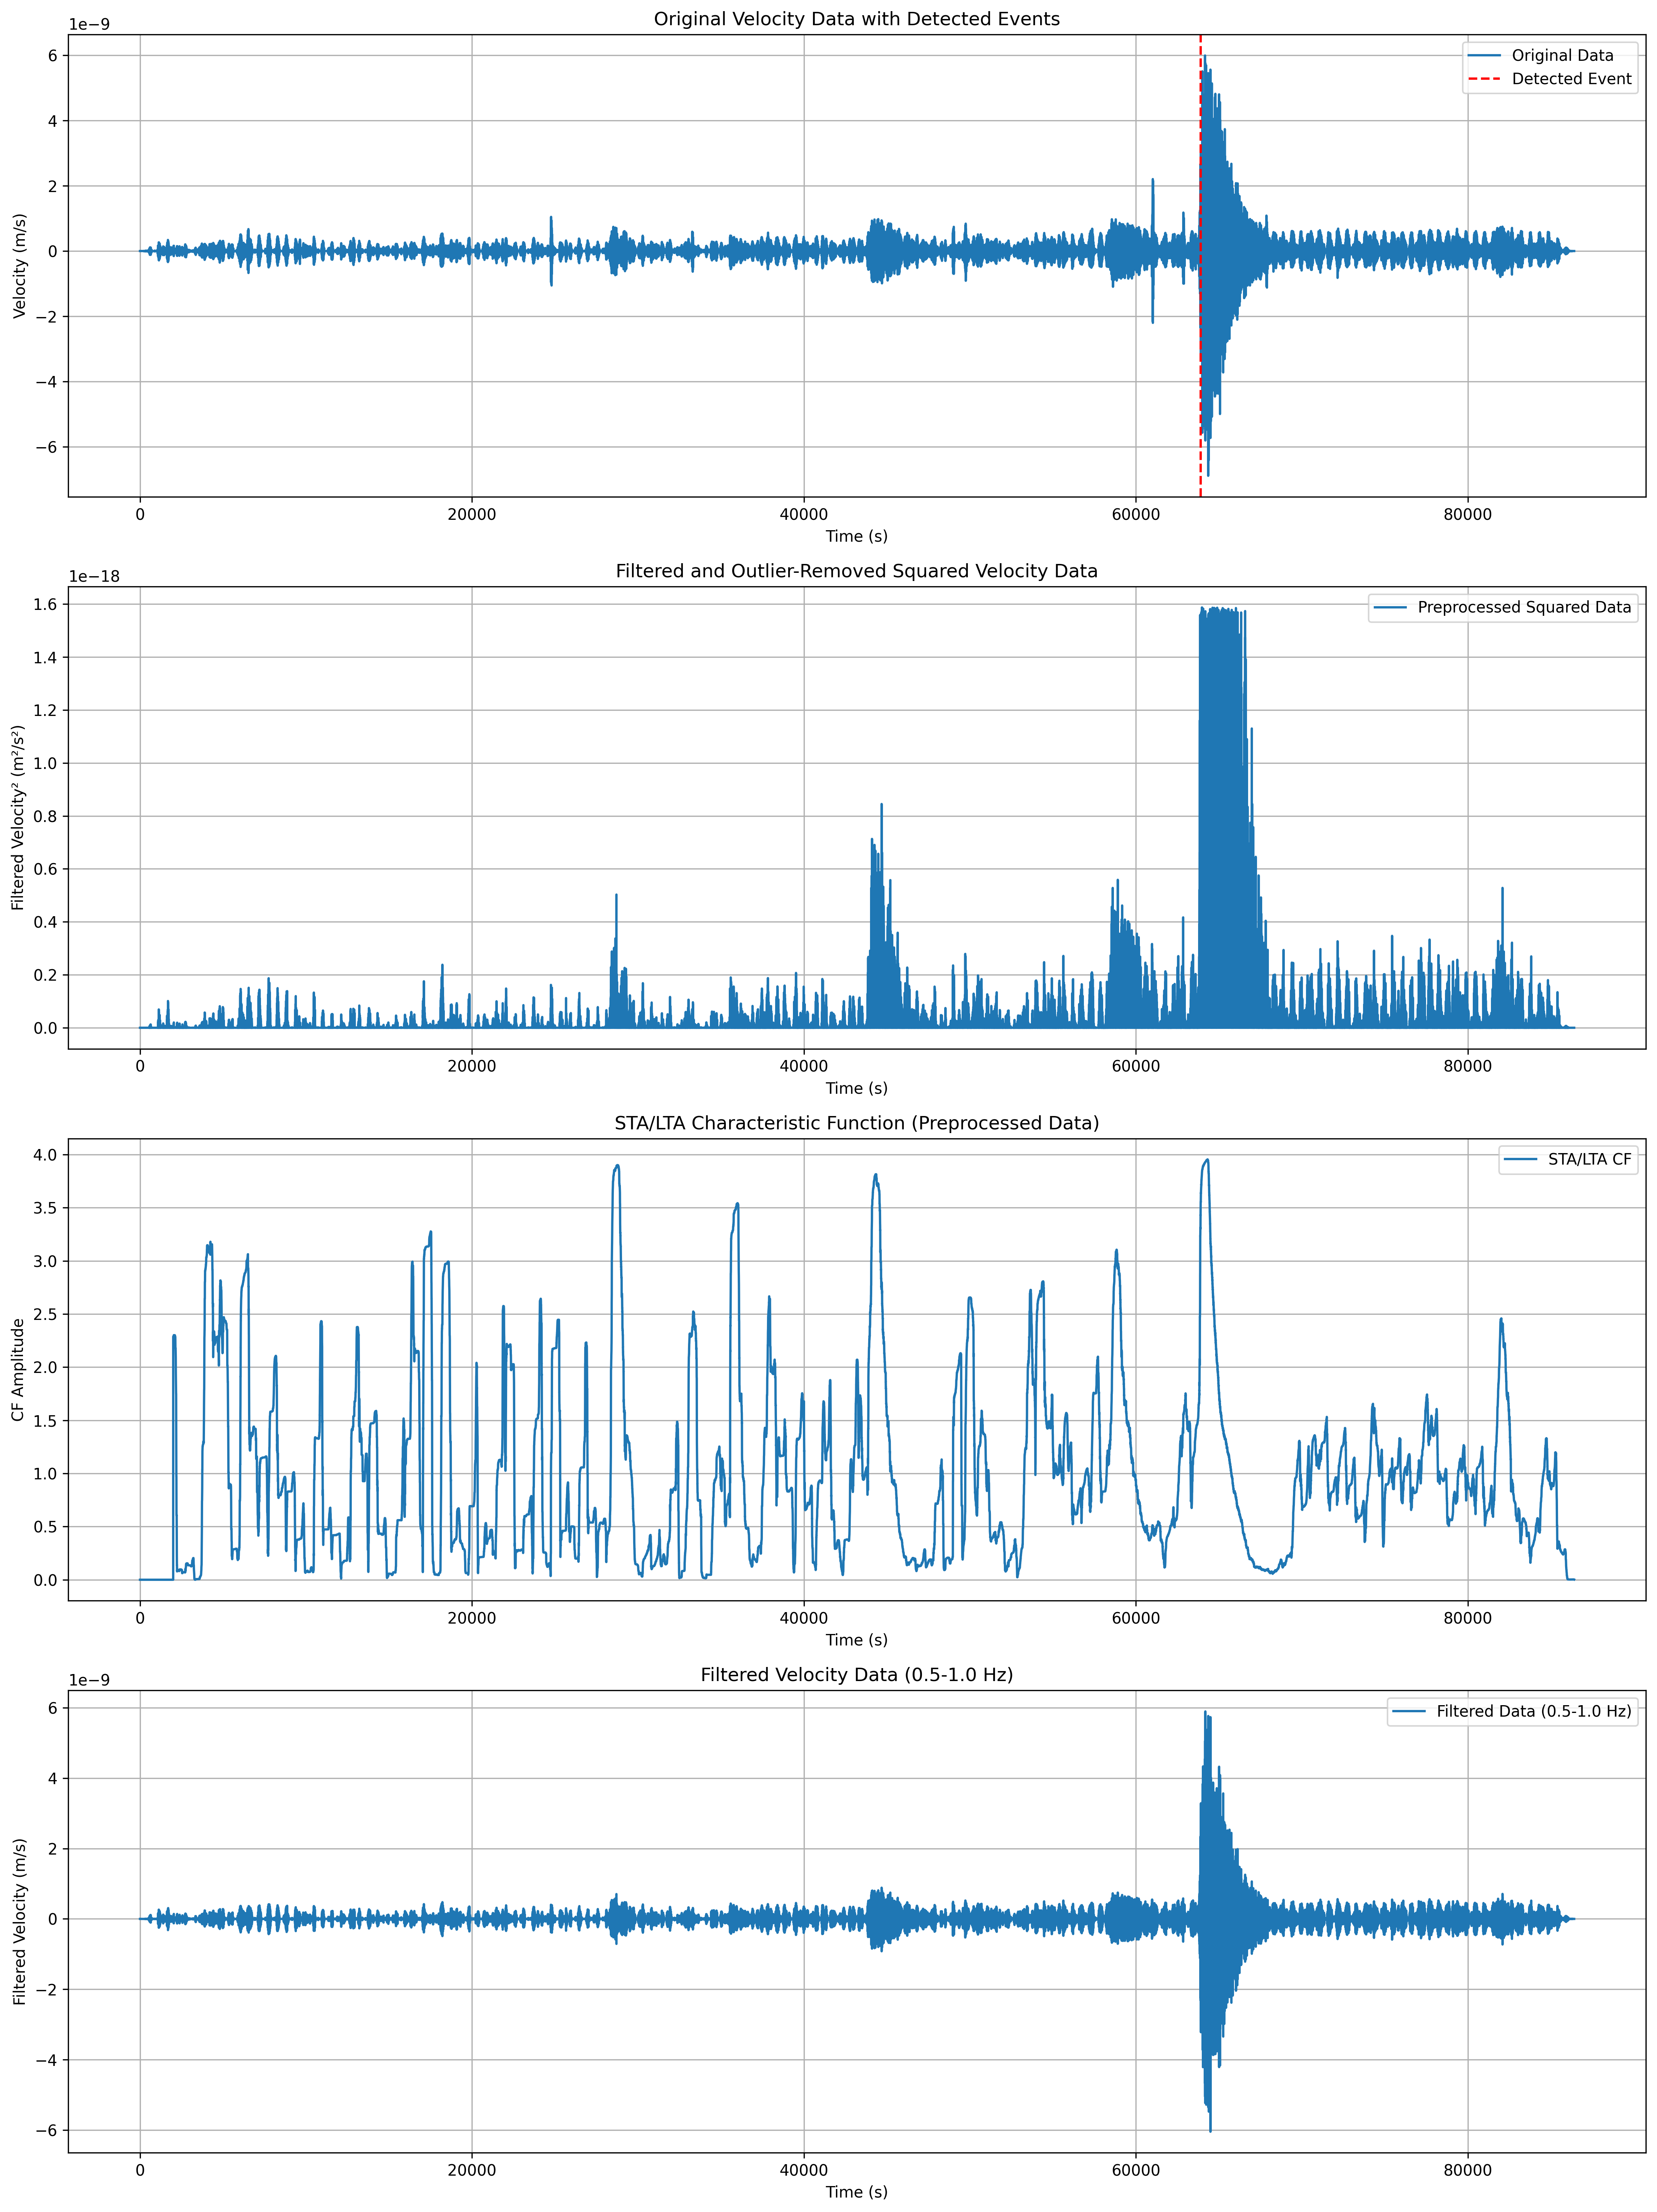 Original Velocity Data with Detected Events
1e−9
6
4
2
0
−2
−4
−6
Velocity (m/s)
Original Data
Detected Event
0 20000 40000 60000 80000
Time (s)
Filtered and Outlier-Removed Squared Velocity Data
1e−18
1.6
1.4
1.2
1.0
0.8
0.6
0.4
0.2
0.0
Filtered Velocity² (m²/s²)
Preprocessed Squared Data
0 20000 40000 60000 80000
Time (s)
STA/LTA Characteristic Function (Preprocessed Data)
4.0
3.5
3.0
2.5
2.0
1.5
1.0
0.5
0.0
CF Amplitude
STA/LTA CF
0 20000 40000 60000 80000
Time (s)
Filtered Velocity Data (0.5-1.0 Hz)
1e−9
6
4
2
0
−2
−4
−6
Filtered Velocity (m/s)
Filtered Data (0.5-1.0 Hz)
0 20000 40000 60000 80000
Time (s)